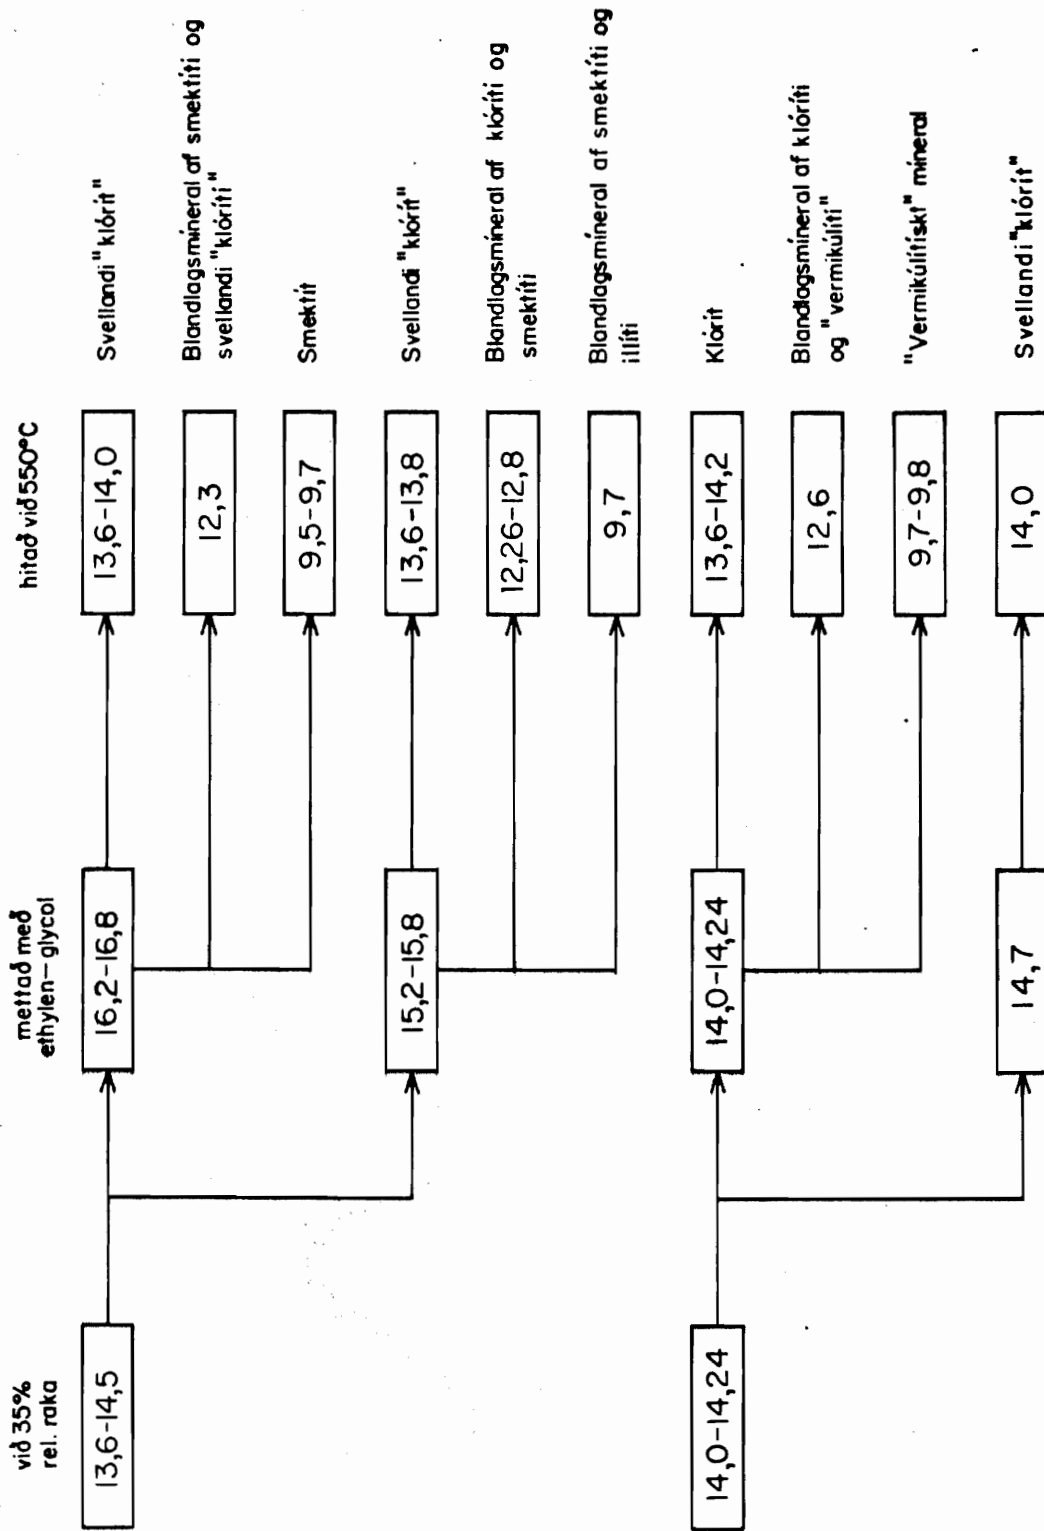 við 35%
rel. raka
mettað með
ethylen-glycol
hitað við 550°C
13,6-14,5
16,2-16,8
13,6-14,0
Svellandi "klórít"
12,3
Blandlagsmíneral af smektíti og
svellandi "klóríti"
9,5-9,7
Smektít
15,2-15,8
13,6-13,8
Svellandi "klórít"
12,26-12,8
Blandlagsmíneral af klóríti og
smektíti
9,7
Blandlagsmíneral af smektíti og
illíti
14,0-14,24
14,0-14,24
13,6-14,2
Klórít
12,6
Blandlagsmíneral af klóríti
og "vermikúlíti"
9,7-9,8
"Vermikúlítískt" míneral
14,7
14,0
Svellandi "klórít"